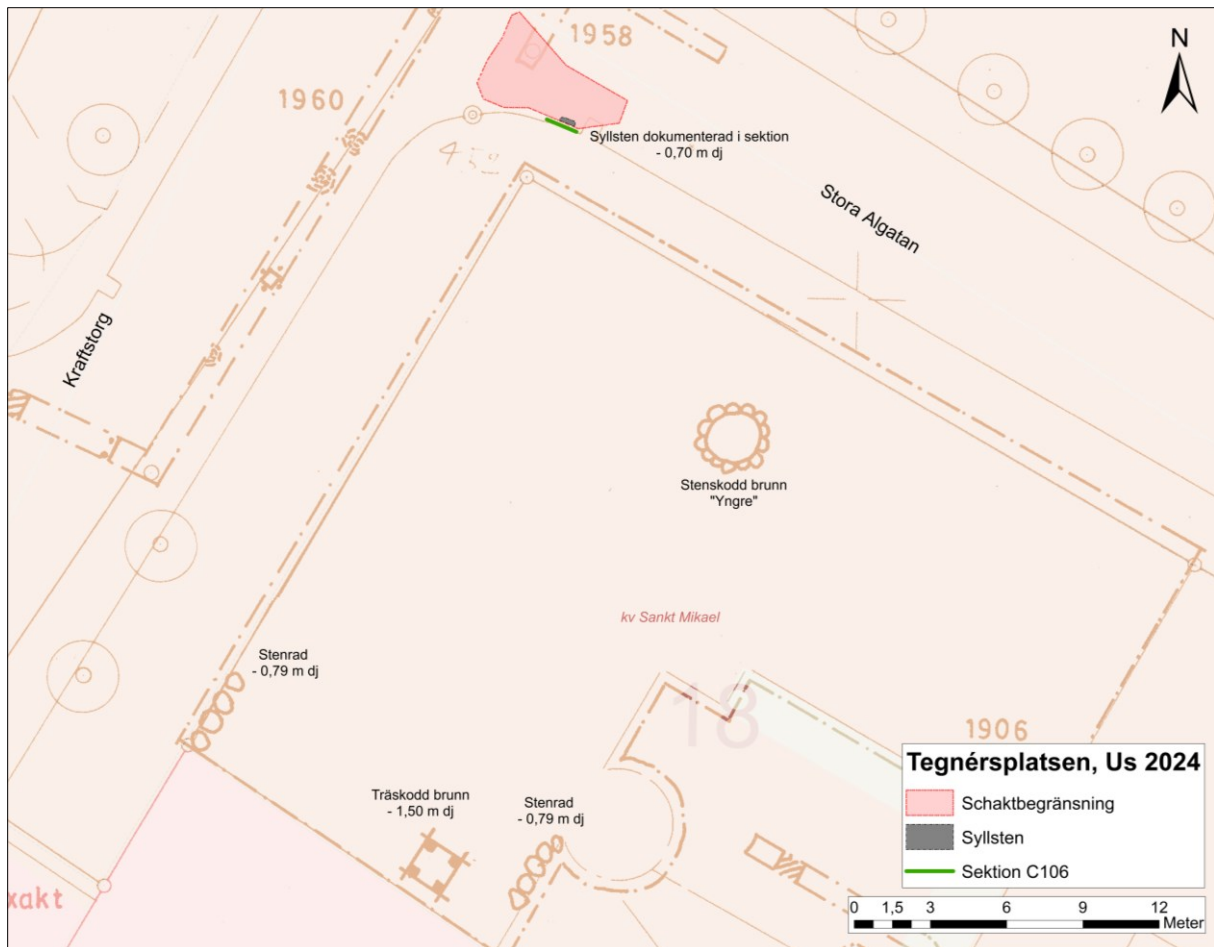 1958
N
1960
Syllsten dokumenterad i sektion
- 0,70 m dj
Stora Algatan
Kraftstorg
Stenskodd brunn
"Yngre"
kv Sankt Mikael
Stenrad
- 0,79 m dj
18
1906
Träskodd brunn
- 1,50 m dj
Stenrad
- 0,79 m dj
xakt
Tegnérsplatsen, Us 2024
Schaktbegränsning
Syllsten
Sektion C106
0 1,5 3 6 9 12
Meter